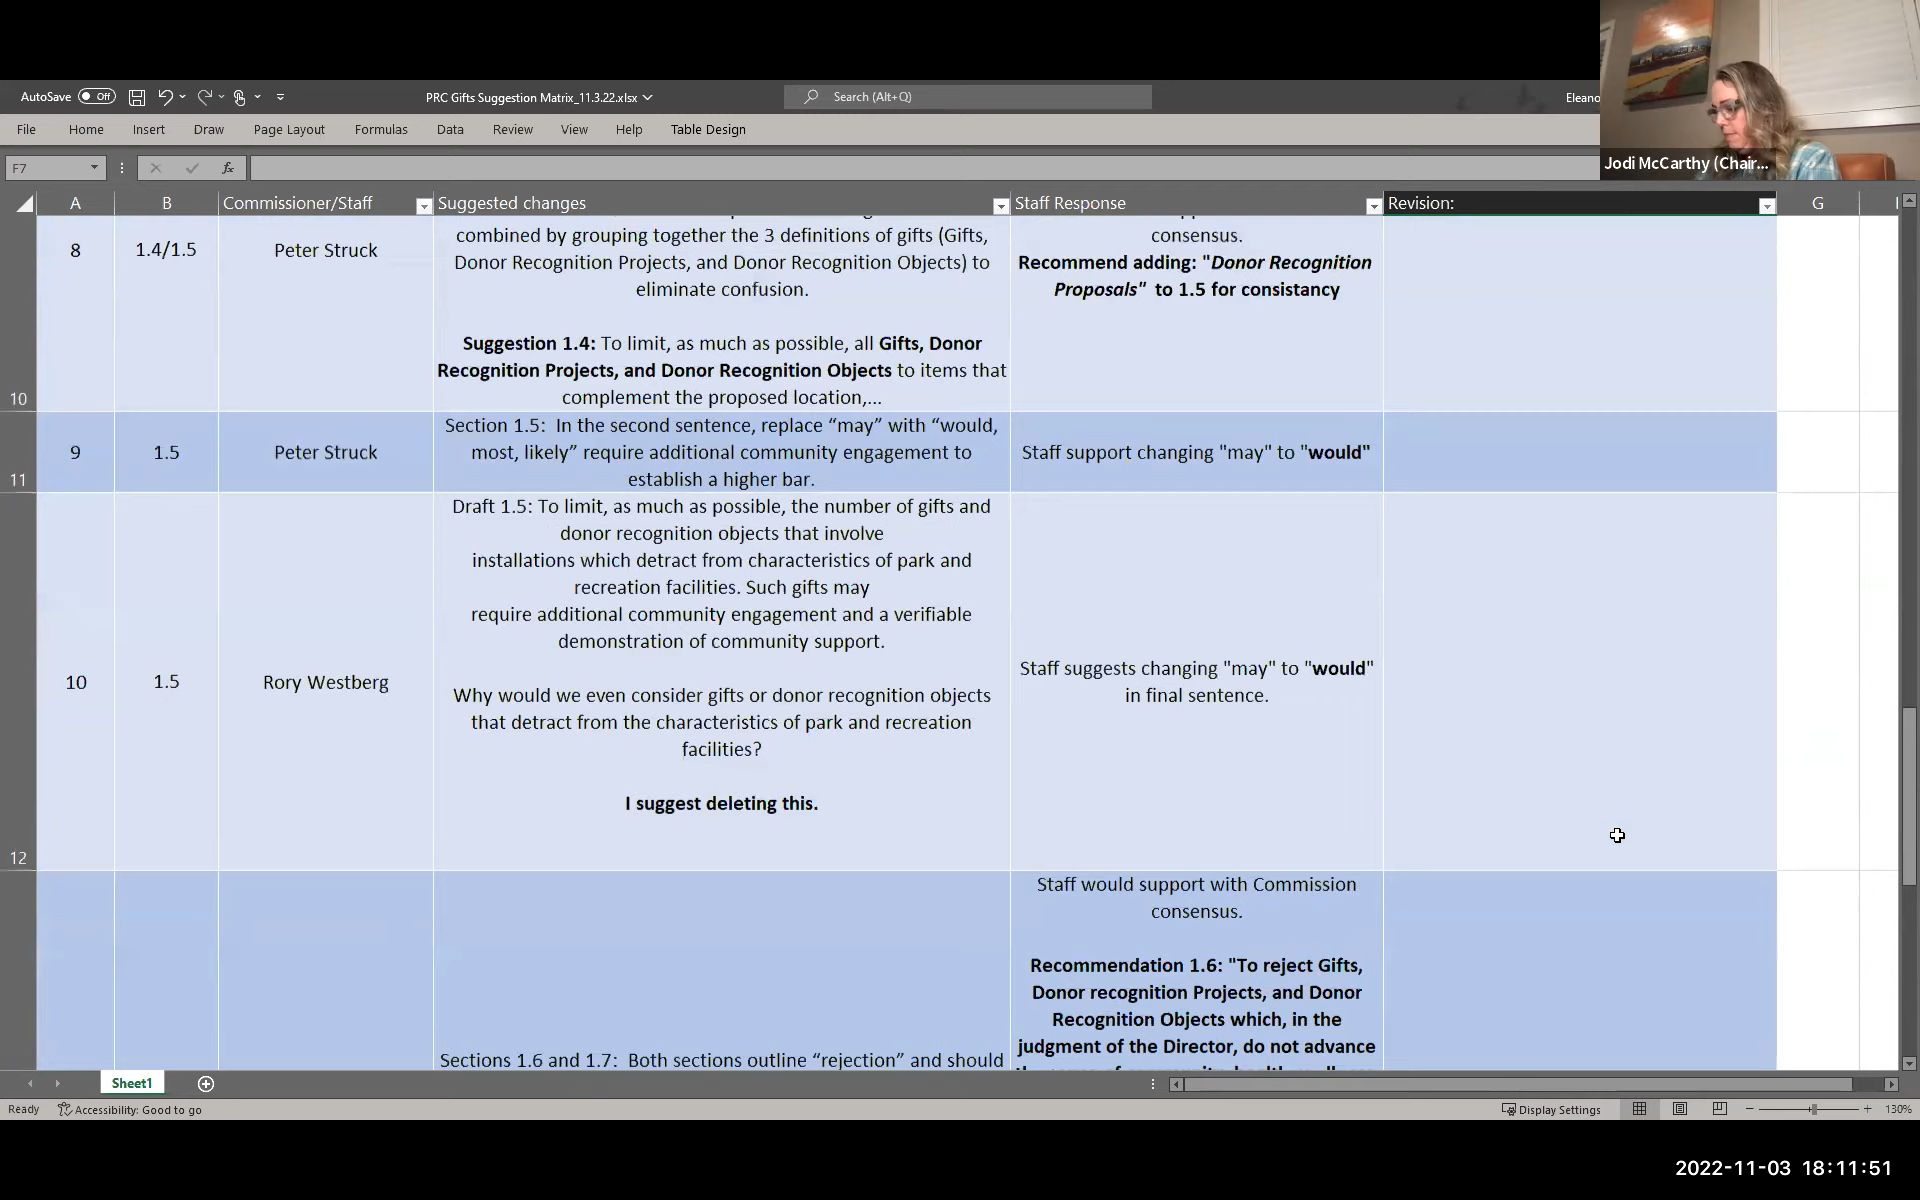 AutoSave Off
PRC Gifts Suggestion Matrix_11.3.22.xlsx
Search (Alt+Q)
Eleano
File Home Insert Draw Page Layout Formulas Data Review View Help Table Design
Jodi McCarthy (Chair...
F7
fx
A B Commissioner/Staff Suggested changes Staff Response Revision: G
8
1.4/1.5
Peter Struck
combined by grouping together the 3 definitions of gifts (Gifts,
Donor Recognition Projects, and Donor Recognition Objects) to
eliminate confusion.
Suggestion 1.4: To limit, as much as possible, all Gifts, Donor
Recognition Projects, and Donor Recognition Objects to items that
complement the proposed location,...
consensus.
Recommend adding: "Donor Recognition
Proposals" to 1.5 for consistancy
10
9
1.5
Peter Struck
Section 1.5: In the second sentence, replace “may” with “would,
most, likely” require additional community engagement to
establish a higher bar.
Staff support changing "may" to "would"
11
10
1.5
Rory Westberg
Draft 1.5: To limit, as much as possible, the number of gifts and
donor recognition objects that involve
installations which detract from characteristics of park and
recreation facilities. Such gifts may
require additional community engagement and a verifiable
demonstration of community support.
Why would we even consider gifts or donor recognition objects
that detract from the characteristics of park and recreation
facilities?
I suggest deleting this.
Staff suggests changing "may" to "would"
in final sentence.
12
Sections 1.6 and 1.7: Both sections outline “rejection” and should
Staff would support with Commission
consensus.
Recommendation 1.6: "To reject Gifts,
Donor recognition Projects, and Donor
Recognition Objects which, in the
judgment of the Director, do not advance
Sheet1
Ready
Accessibility: Good to go
Display Settings
130%
2022-11-03 18:11:51